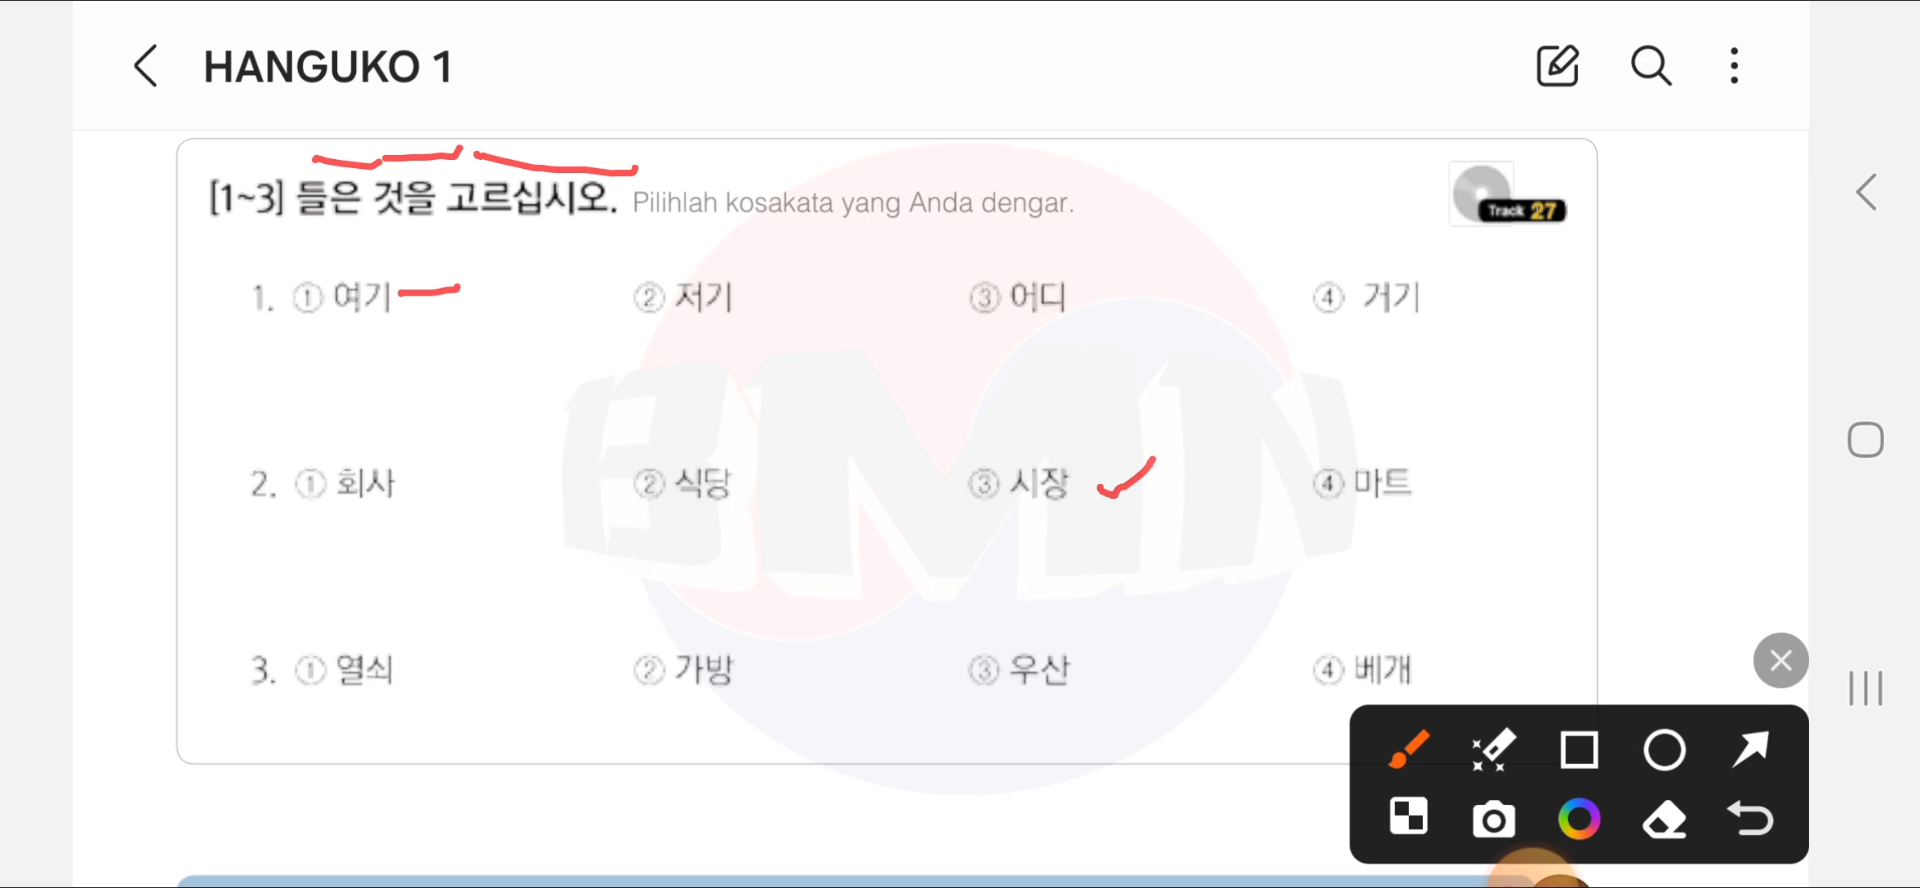 HANGUKO 1
[1~3] 들은 것을 고르십시오. Pilihlah kosakata yang Anda dengar.
Track 27
1. ① 여기 ② 저기 ③ 어디 ④ 거기
BMN
2. ① 회사 ② 식당 ③ 시장 ④ 마트
3. ① 열쇠 ② 가방 ③ 우산 ④ 베개